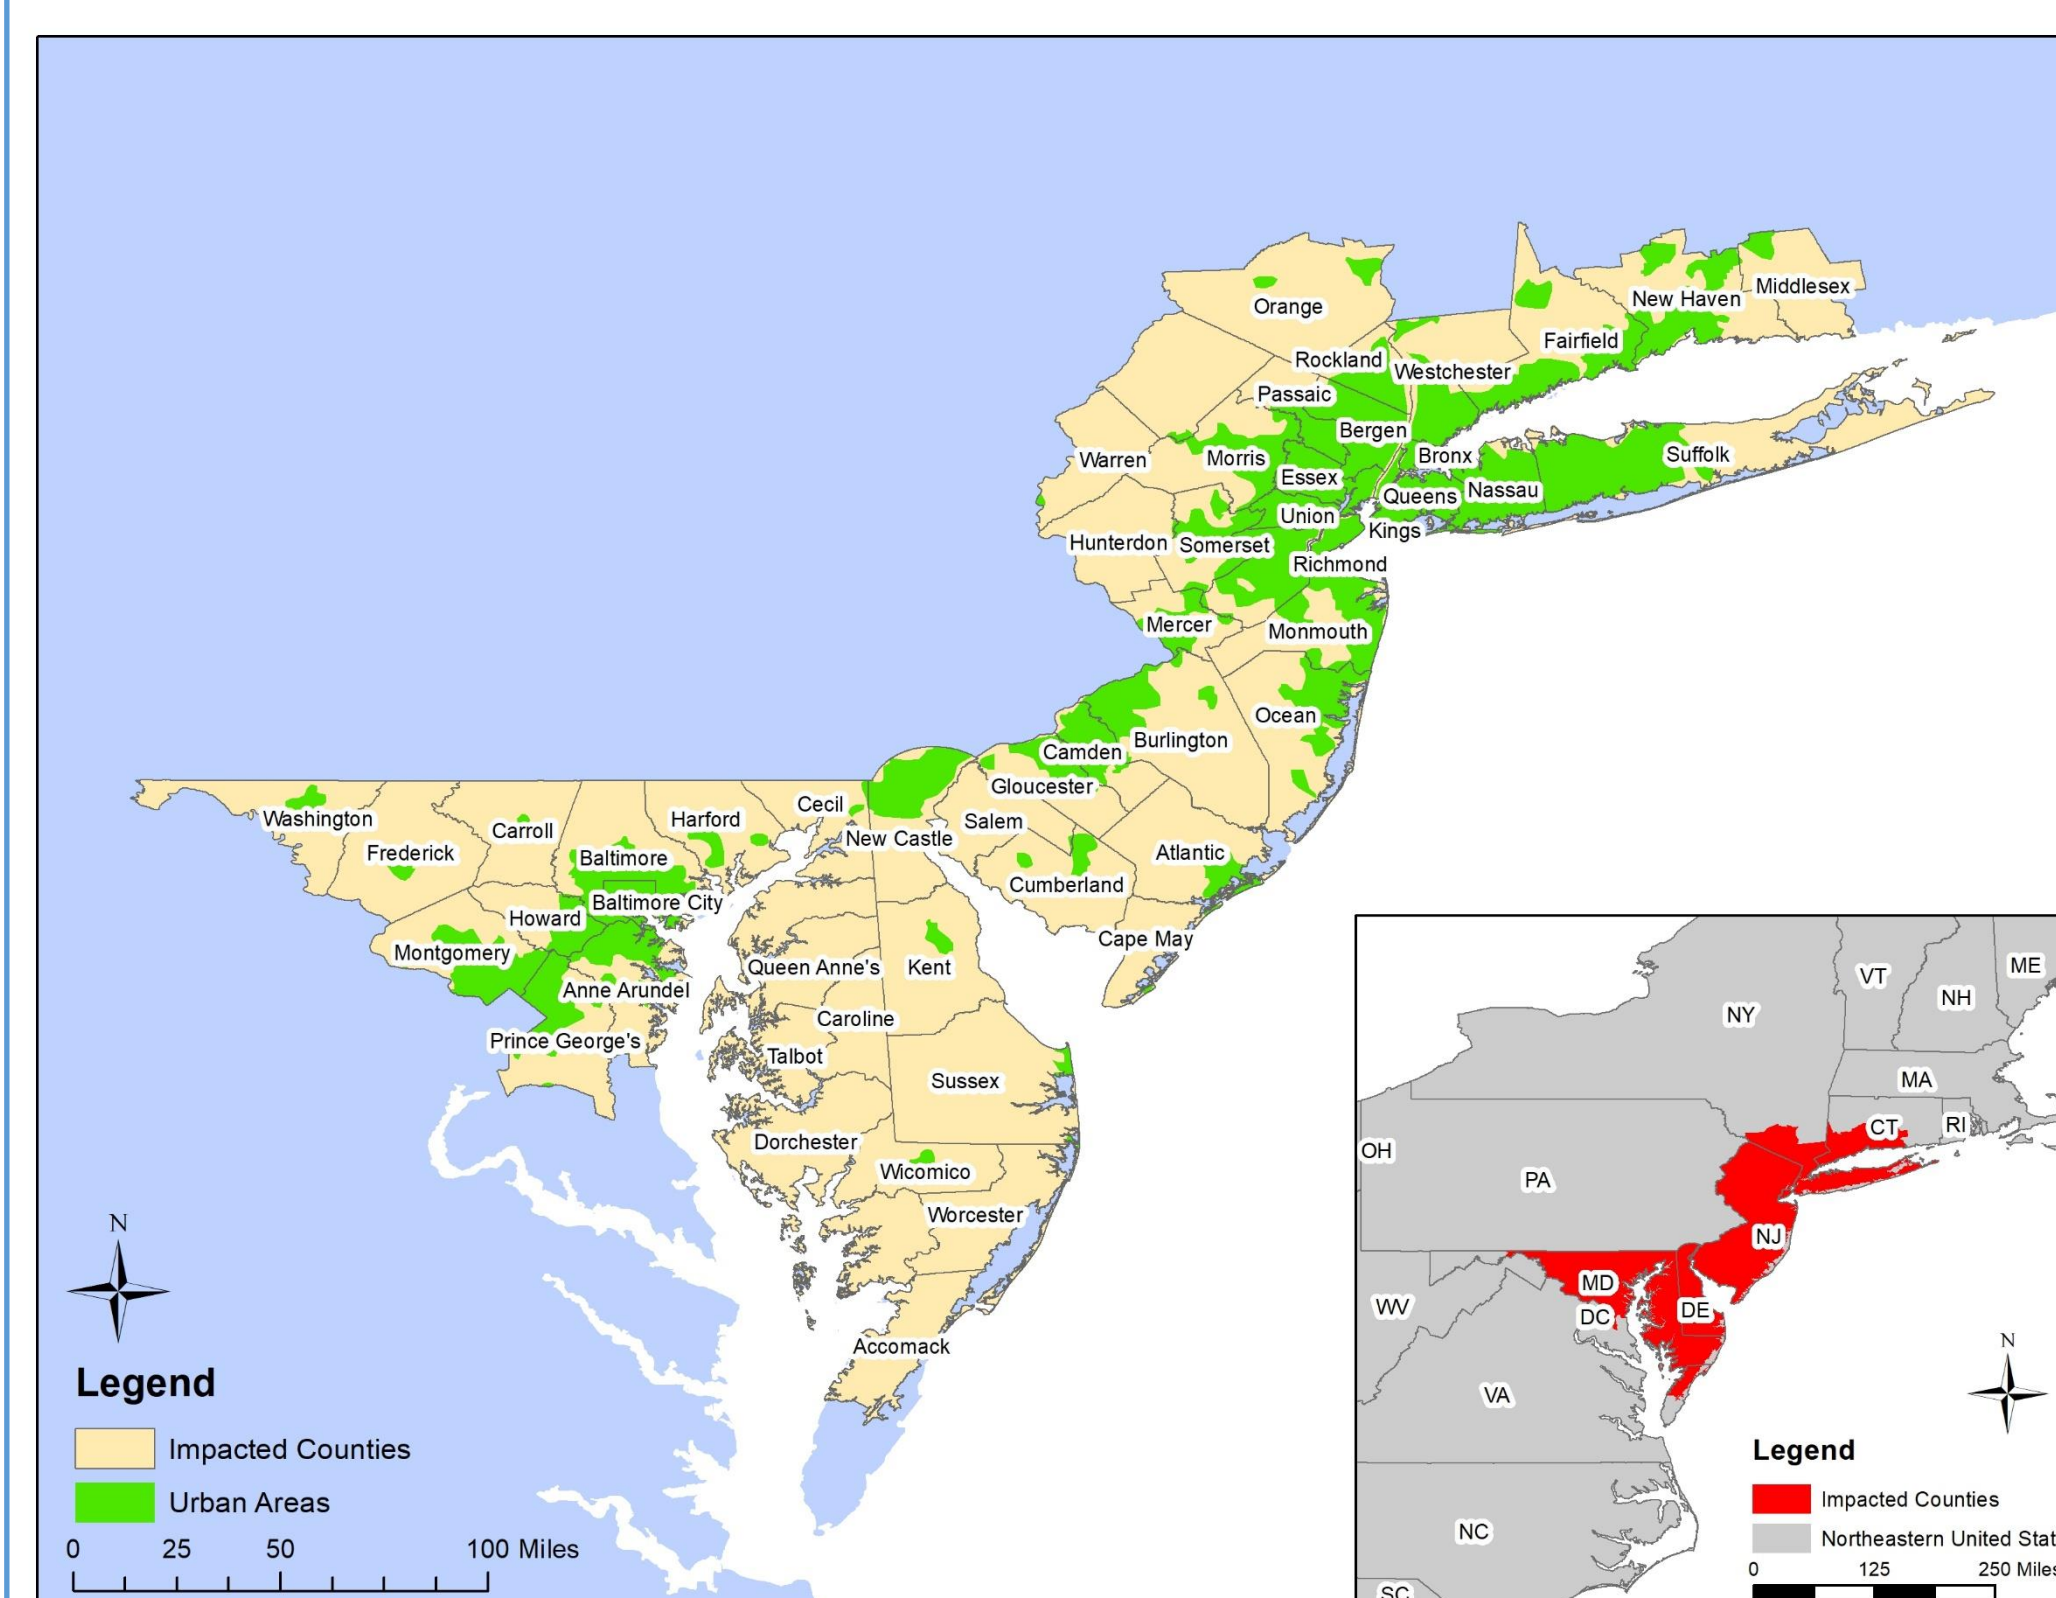 Orange
New Haven
Middlesex
Fairfield
Rockland
Westchester
Passaic
Bergen
Warren
Morris
Bronx
Suffolk
Essex
Queens
Nassau
Union
Kings
Hunterdon
Somerset
Richmond
Mercer
Monmouth
Ocean
Burlington
Camden
Gloucester
Washington
Carroll
Harford
Cecil
New Castle
Salem
Frederick
Baltimore
Atlantic
Cumberland
Baltimore City
Howard
Montgomery
Cape May
Queen Anne's
Kent
Anne Arundel
Caroline
Prince George's
Talbot
Sussex
Dorchester
Wicomico
Worcester
Accomack
N
Legend
Impacted Counties
Urban Areas
0 25 50 100 Miles
VT
NH
ME
NY
MA
CT
RI
OH
PA
NJ
MD
DC
DE
WV
VA
NC
SC
N
Legend
Impacted Counties
Northeastern United Stat
0 125 250 Miles